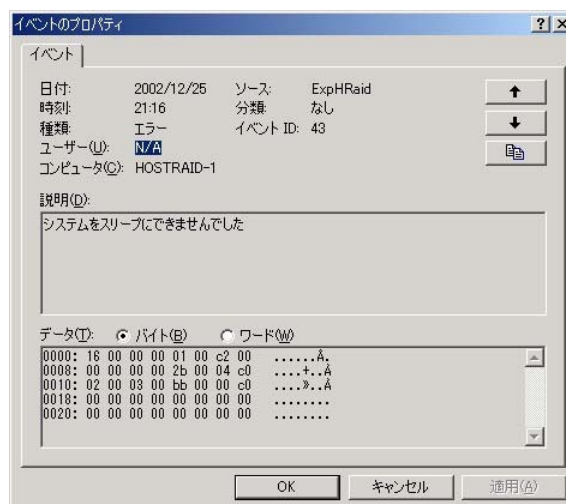 イベントのプロパティ
イベント
日付: 2002/12/25 ソース: ExpHRaid
時刻: 21:16 分類: なし
種類: エラー イベント ID: 43
ユーザー(U): N/A
コンピュータ(C): HOSTRAID-1
説明(D):
システムをスリープにできませんでした
データ(T): バイト(B) ワード(W)
0000: 16 00 00 00 01 00 c2 00 ......Â.
0008: 00 00 00 00 2b 00 04 c0 ....+..À
0010: 02 00 03 00 bb 00 00 c0 ....»..À
0018: 00 00 00 00 00 00 00 00 ........
0020: 00 00 00 00 00 00 00 00 ........
OK キャンセル 適用(A)